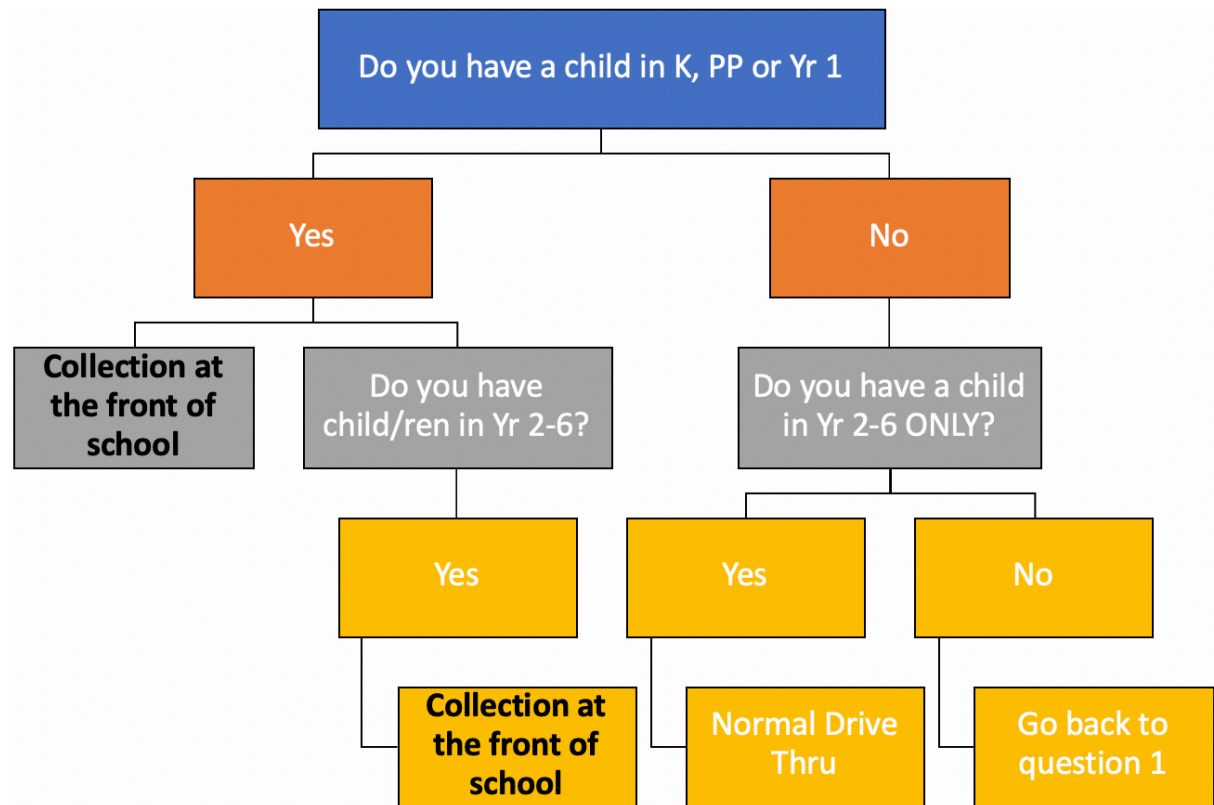 Do you have a child in K, PP or Yr 1
Yes
No
Collection at
the front of
school
Do you have
child/ren in Yr 2-6?
Do you have a child
in Yr 2-6 ONLY?
Yes
Yes
No
Collection at
the front of
school
Normal Drive
Thru
Go back to
question 1